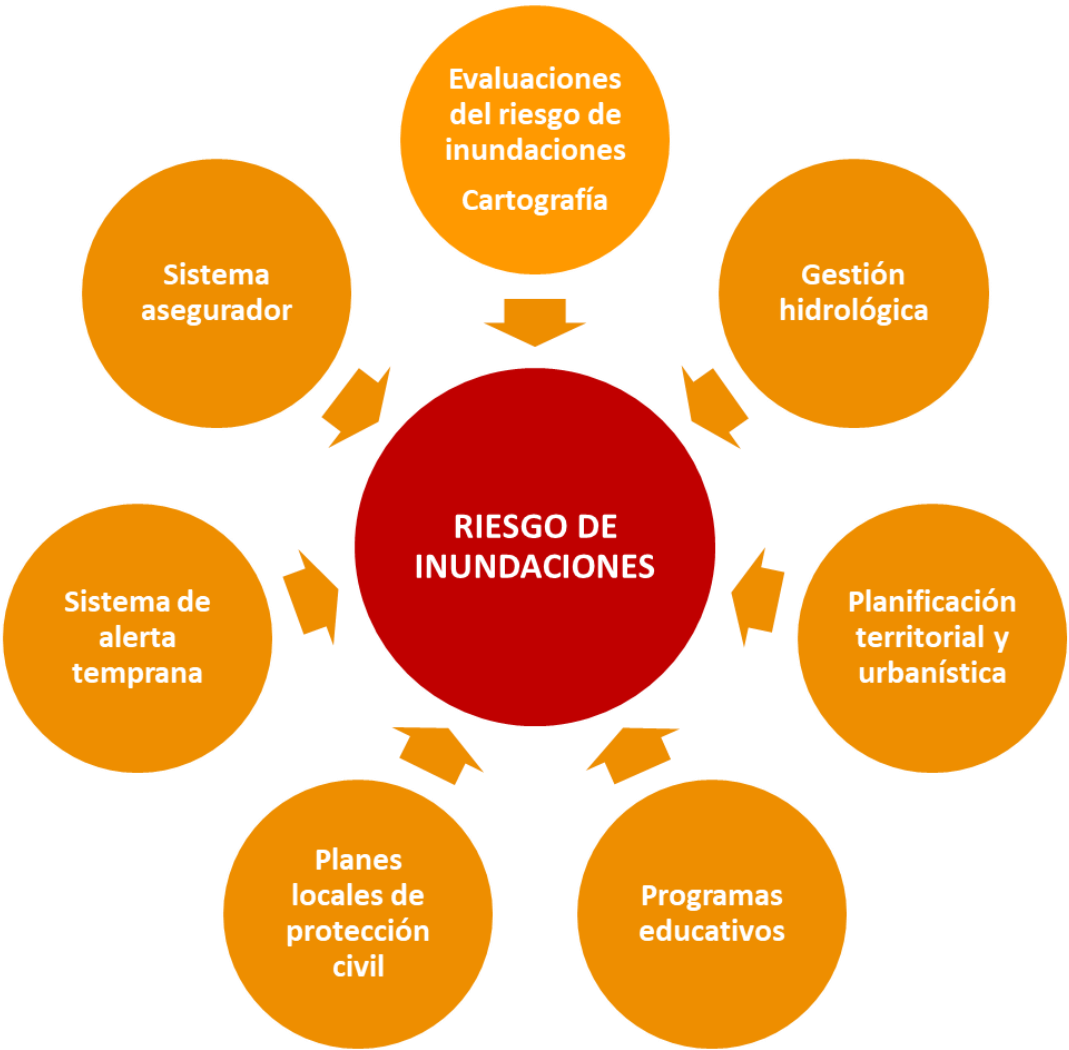 Evaluaciones
del riesgo de
inundaciones
Cartografía
Gestión
hidrológica
Planificación
territorial y
urbanística
Programas
educativos
Planes
locales de
protección
civil
Sistema de
alerta
temprana
Sistema
asegurador
RIESGO DE
INUNDACIONES